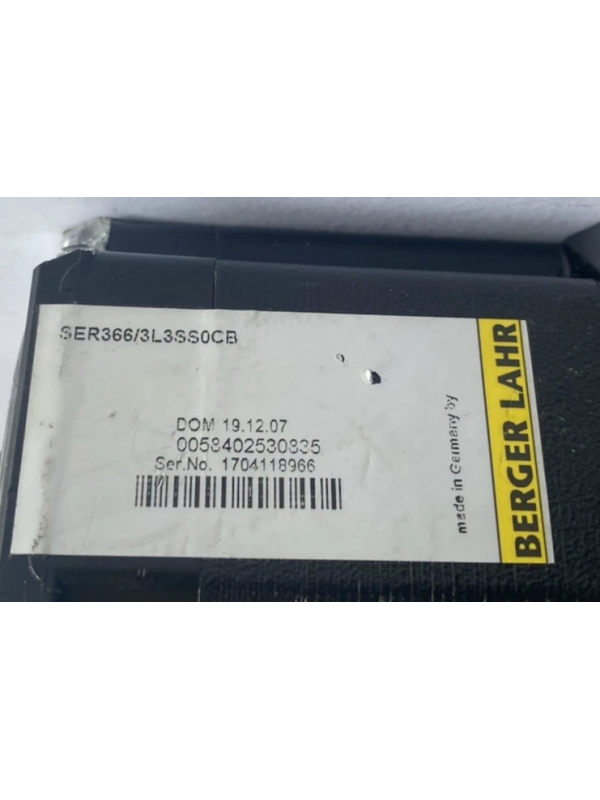 SER366/3L3SS0CB
DOM 19.12.07
0058402530835
Ser.No. 1704118966
made in Germany by
BERGER LAHR